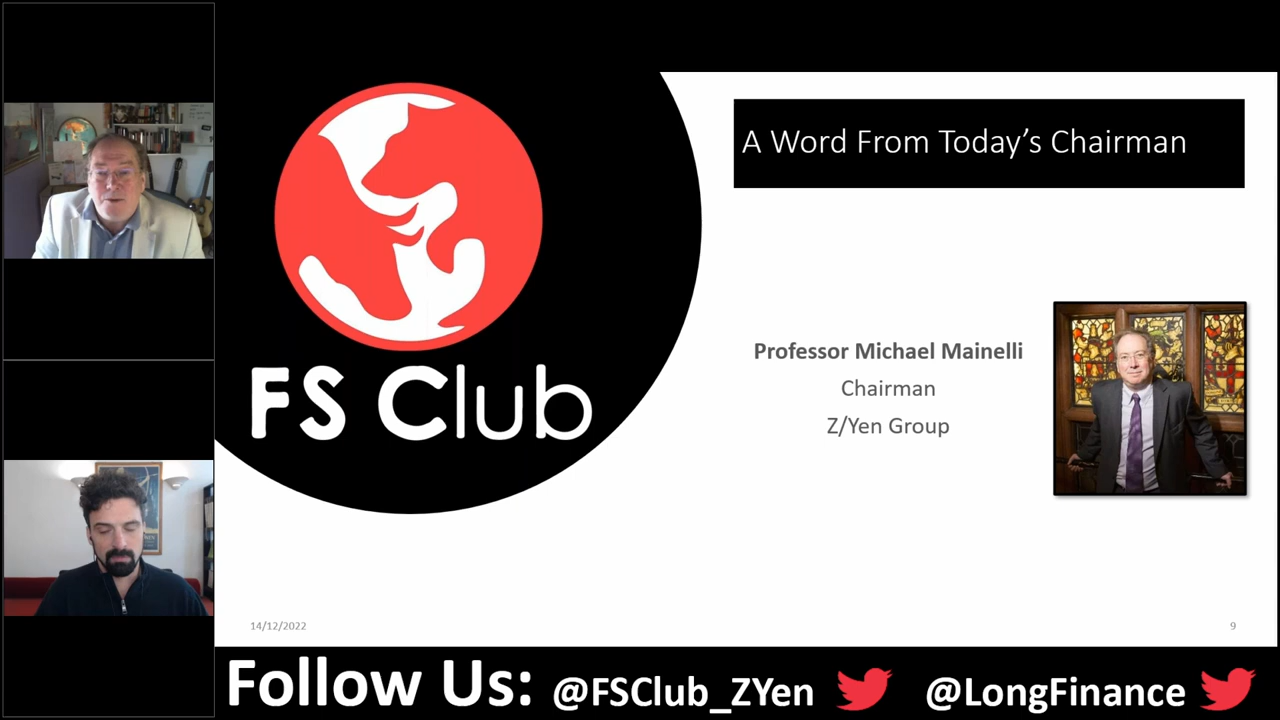 A Word From Today's Chairman
FS Club
Professor Michael Mainelli
Chairman
Z/Yen Group
14/12/2022
9
Follow Us: @FSClub_ZYen @LongFinance